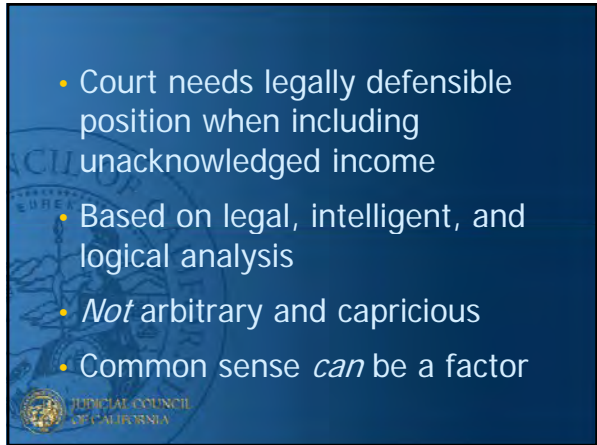 • Court needs legally defensible
position when including
unacknowledged income
• Based on legal, intelligent, and
logical analysis
• Not arbitrary and capricious
• Common sense can be a factor
JUDICIAL COUNCIL
OF CALIFORNIA